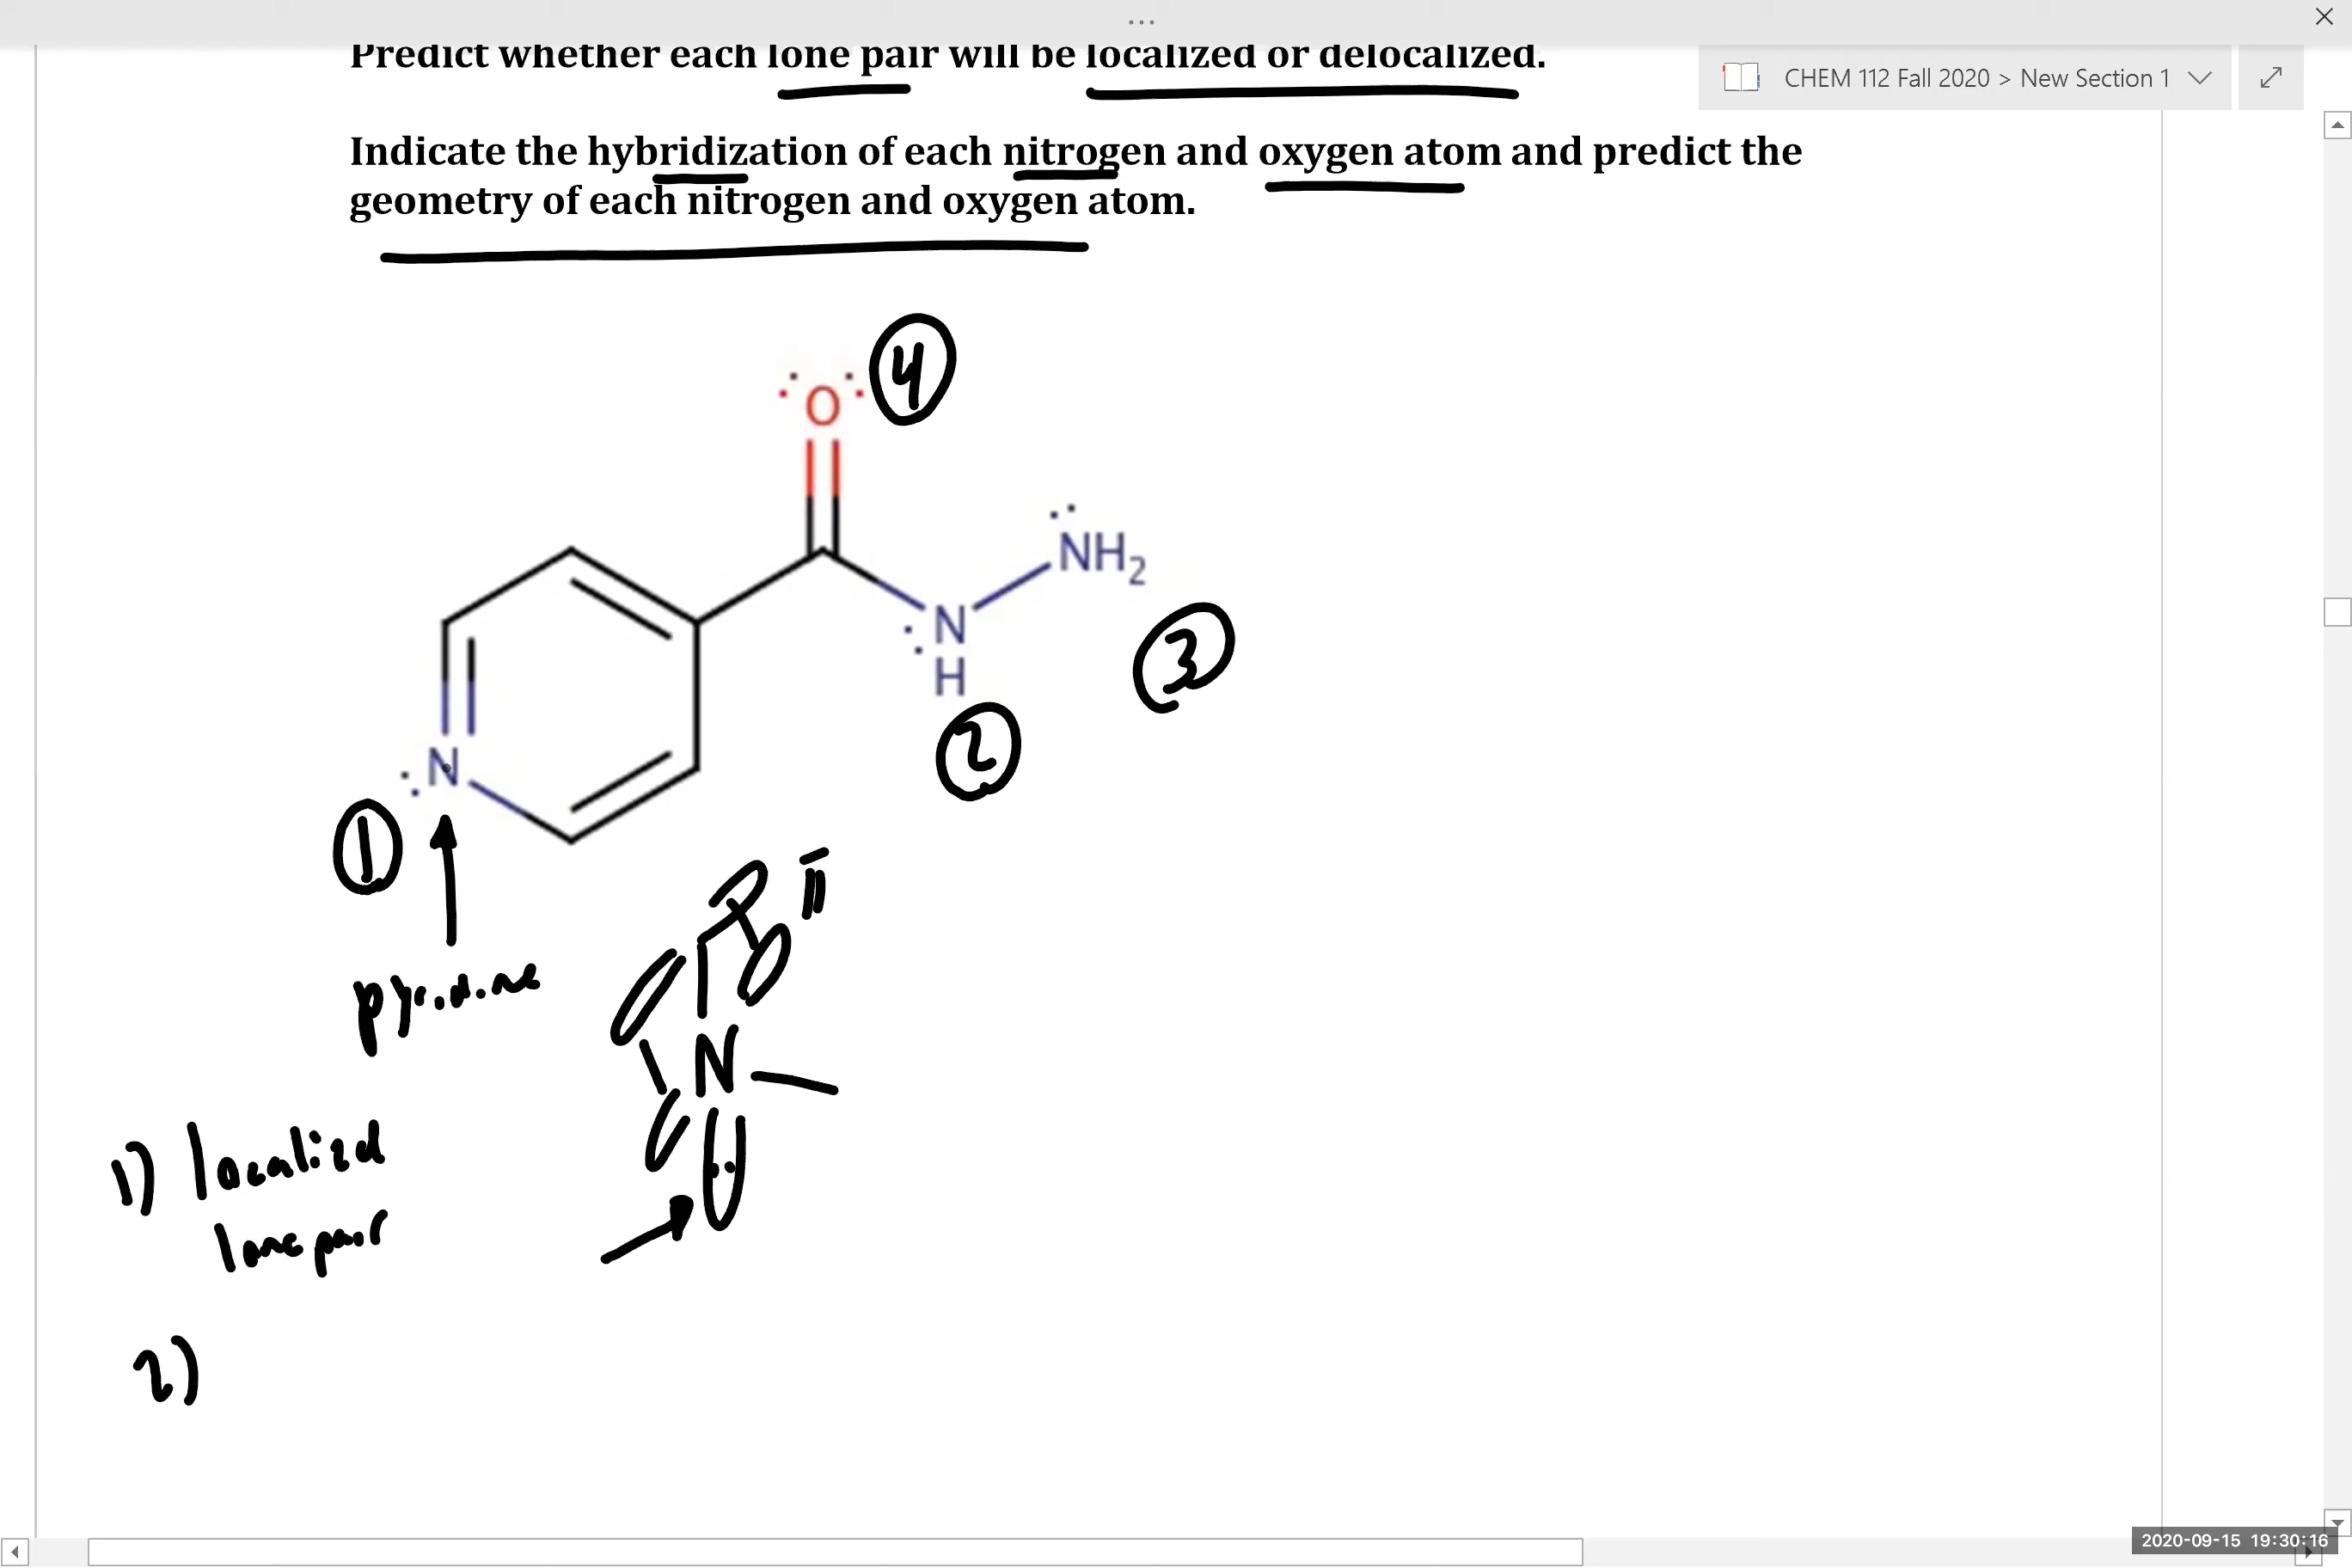 Predict whether each lone pair will be localized or delocalized.
CHEM 112 Fall 2020 > New Section 1
Indicate the hybridization of each nitrogen and oxygen atom and predict the
geometry of each nitrogen and oxygen atom.
O
4
NH2
N
H
3
2
N
1
pyridine
N
1) localized
lone pair
2)
2020-09-15 19:30:16